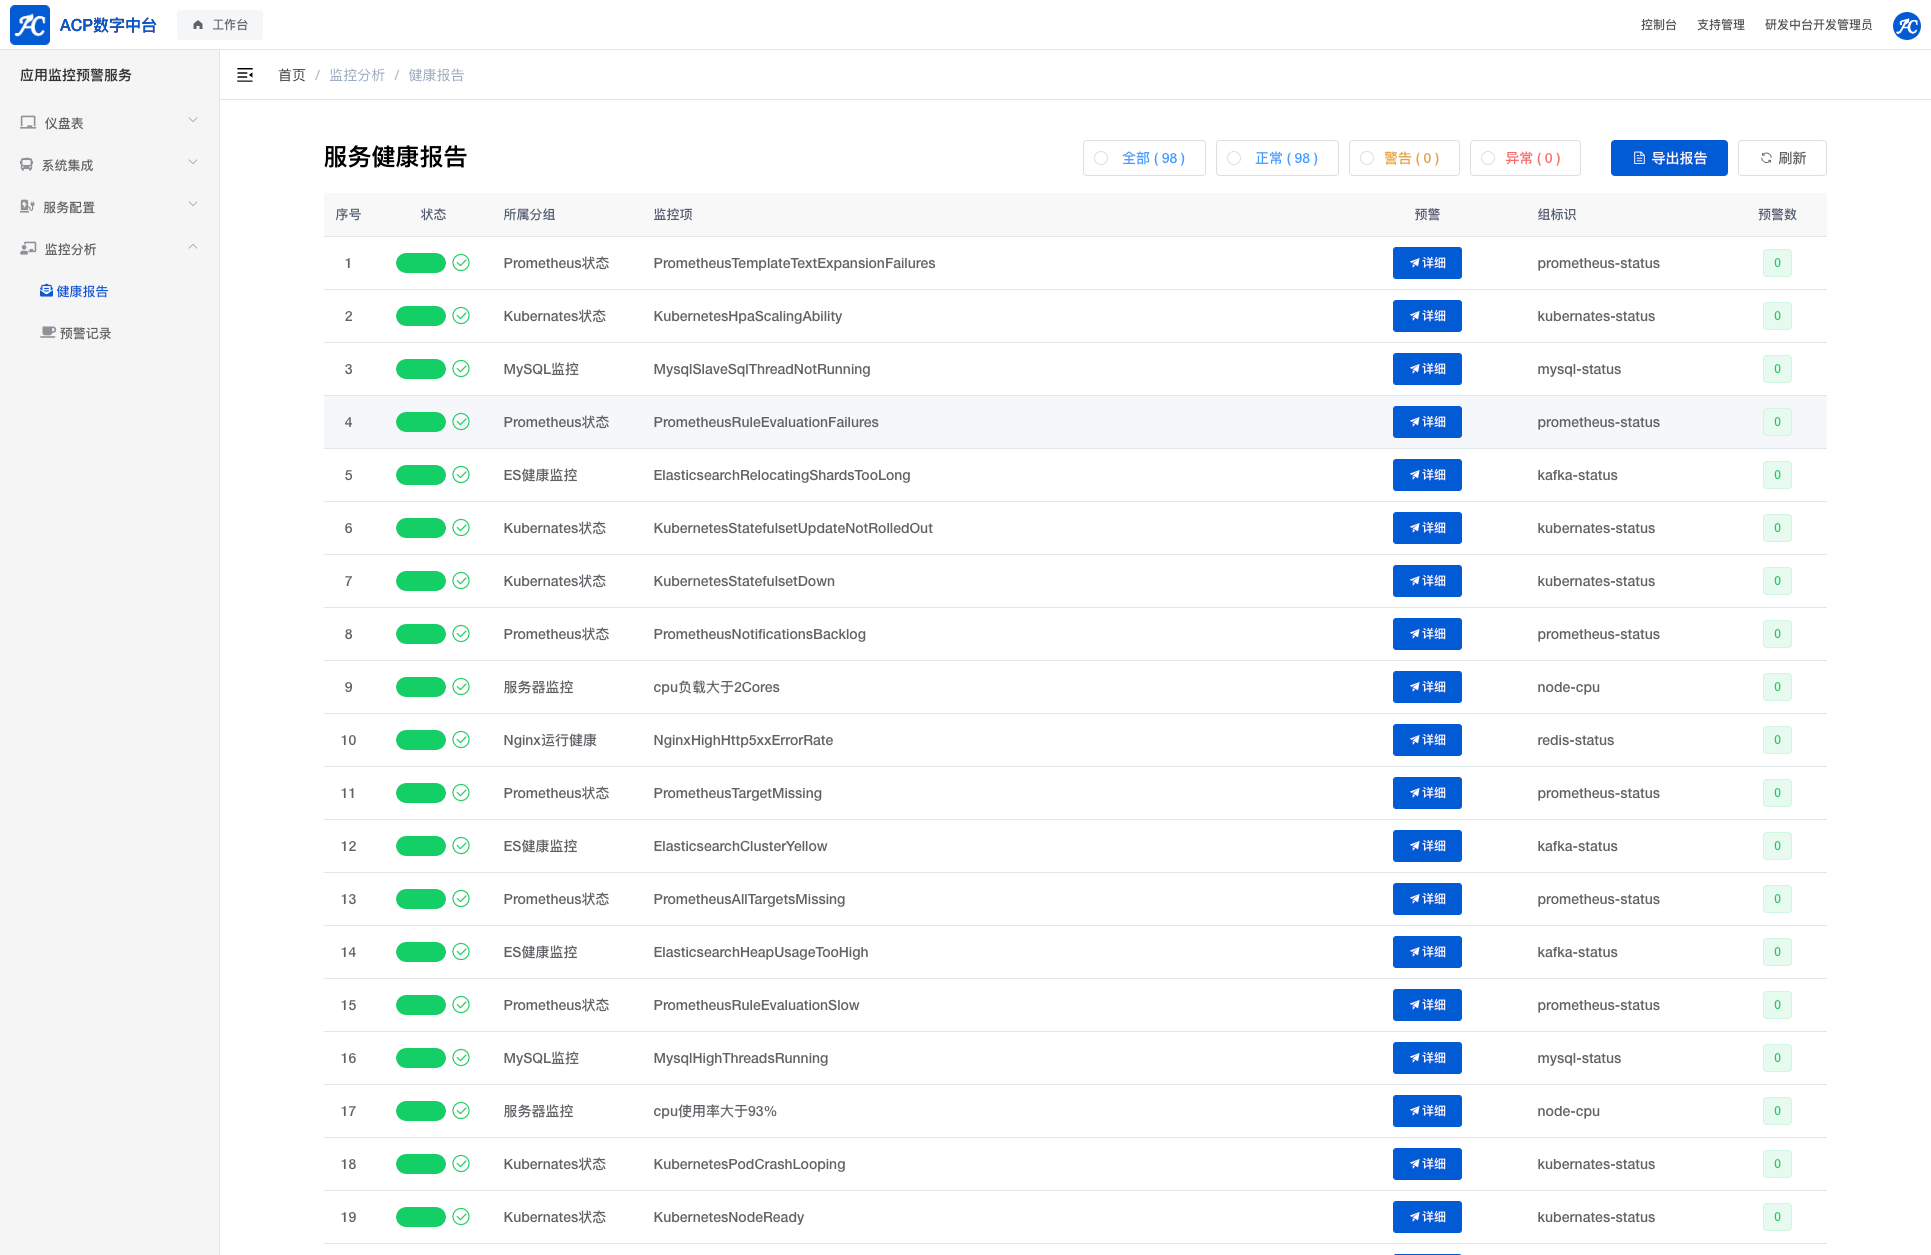 ACP数字中台
工作台
控制台 支持管理 研发中台开发管理员
应用监控预警服务
仪盘表
系统集成
服务配置
监控分析
健康报告
预警记录
首页 / 监控分析 / 健康报告
服务健康报告
全部 ( 98 ) 正常 ( 98 ) 警告 ( 0 ) 异常 ( 0 ) 导出报告 刷新
序号 状态 所属分组 监控项 预警 组标识 预警数
1 Prometheus状态 PrometheusTemplateTextExpansionFailures 详细 prometheus-status 0
2 Kubernates状态 KubernetesHpaScalingAbility 详细 kubernates-status 0
3 MySQL监控 MysqlSlaveSqlThreadNotRunning 详细 mysql-status 0
4 Prometheus状态 PrometheusRuleEvaluationFailures 详细 prometheus-status 0
5 ES健康监控 ElasticsearchRelocatingShardsTooLong 详细 kafka-status 0
6 Kubernates状态 KubernetesStatefulsetUpdateNotRolledOut 详细 kubernates-status 0
7 Kubernates状态 KubernetesStatefulsetDown 详细 kubernates-status 0
8 Prometheus状态 PrometheusNotificationsBacklog 详细 prometheus-status 0
9 服务器监控 cpu负载大于2Cores 详细 node-cpu 0
10 Nginx运行健康 NginxHighHttp5xxErrorRate 详细 redis-status 0
11 Prometheus状态 PrometheusTargetMissing 详细 prometheus-status 0
12 ES健康监控 ElasticsearchClusterYellow 详细 kafka-status 0
13 Prometheus状态 PrometheusAllTargetsMissing 详细 prometheus-status 0
14 ES健康监控 ElasticsearchHeapUsageTooHigh 详细 kafka-status 0
15 Prometheus状态 PrometheusRuleEvaluationSlow 详细 prometheus-status 0
16 MySQL监控 MysqlHighThreadsRunning 详细 mysql-status 0
17 服务器监控 cpu使用率大于93% 详细 node-cpu 0
18 Kubernates状态 KubernetesPodCrashLooping 详细 kubernates-status 0
19 Kubernates状态 KubernetesNodeReady 详细 kubernates-status 0